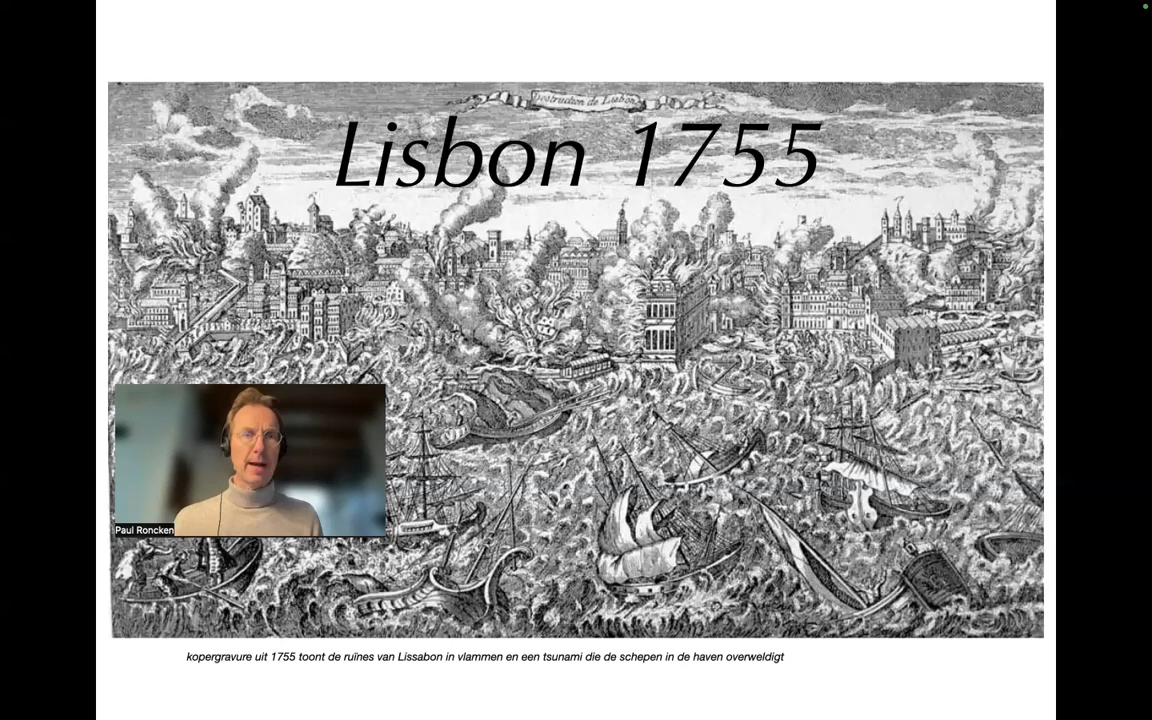 Destruction de Lisbon
Lisbon 1755
Paul Roncken
kopergravure uit 1755 toont de ruïnes van Lissabon in vlammen en een tsunami die de schepen in de haven overweldigt